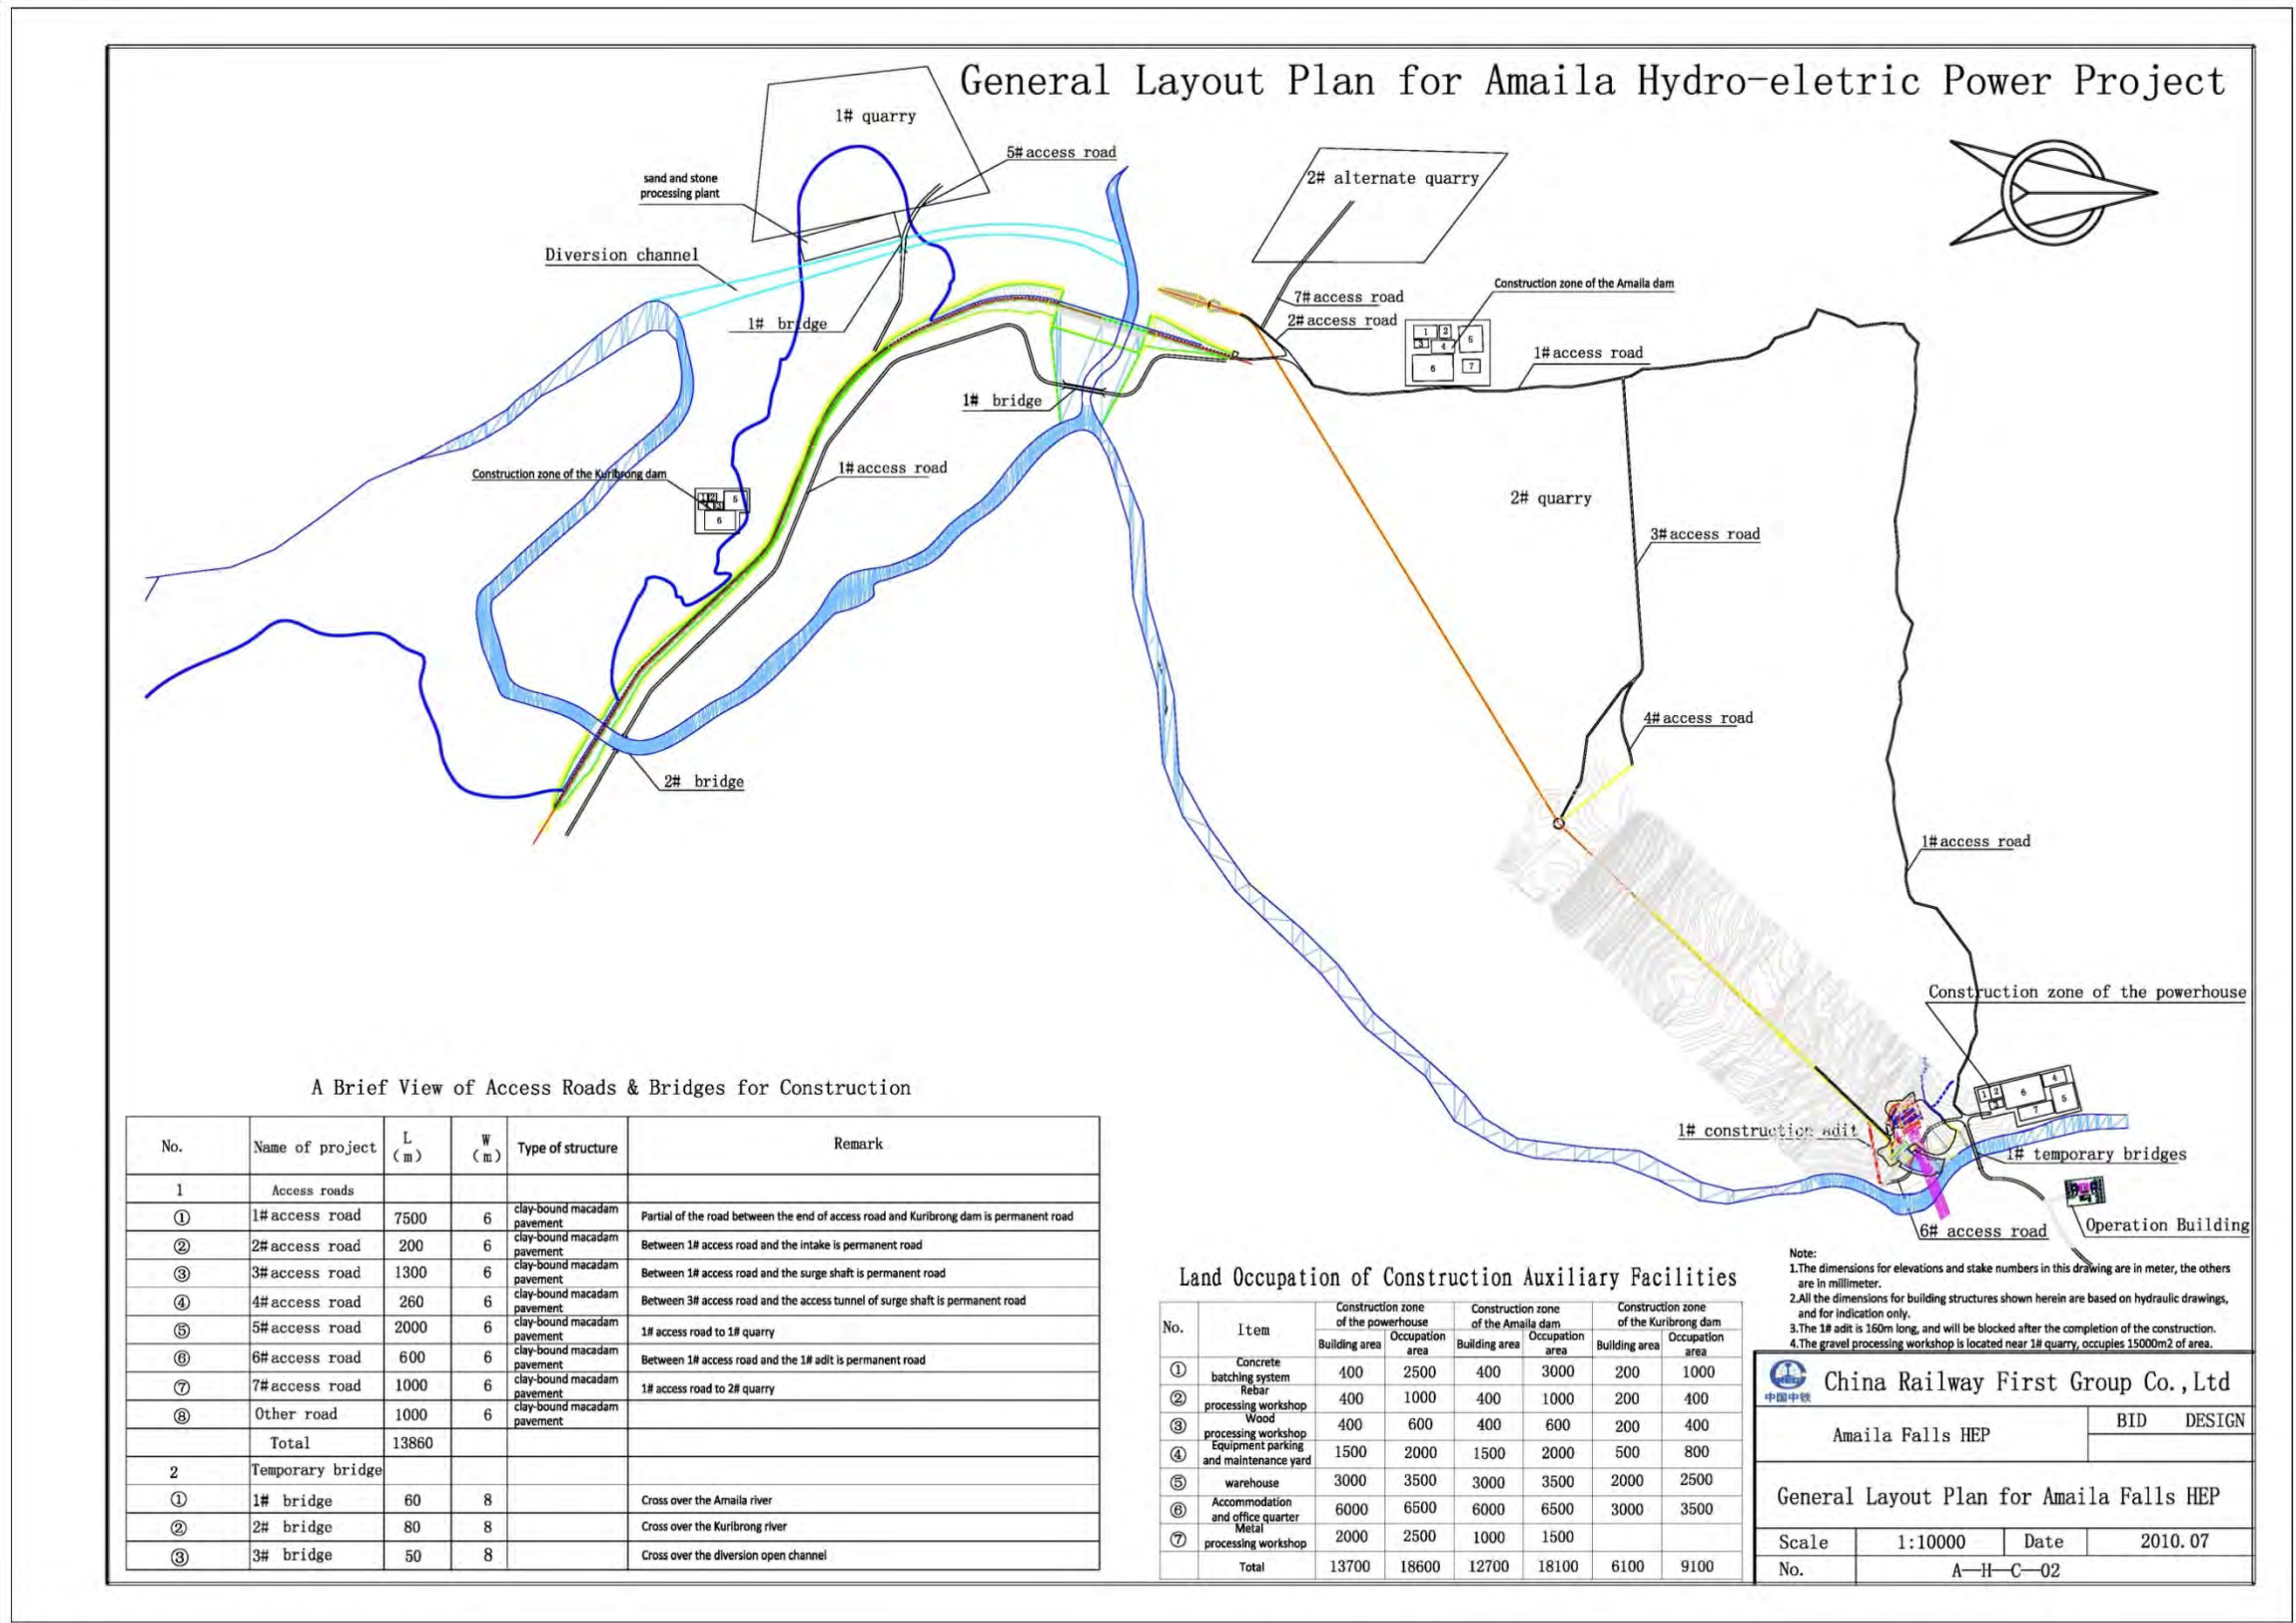 General Layout Plan for Amaila Hydro-eletric Power Project
1# quarry
5# access road
sand and stone
processing plant
2# alternate quarry
Diversion channel
Construction zone of the Amaila dam
7# access road
2# access road
1# bridge
1 2
3 4 5
6 7
1# access road
1# bridge
1# access road
Construction zone of the Kuribrong dam
1 2 5
3
6
2# quarry
3# access road
4# access road
2# bridge
1# access road
Construction zone of the powerhouse
1 2 6 4
3 7 5
1# construction adit
1# temporary bridges
6# access road
Operation Building
A Brief View of Access Roads & Bridges for Construction
No. Name of project L (m) W (m) Type of structure Remark
1 Access roads
① 1# access road 7500 6 clay-bound macadam pavement Partial of the road between the end of access road and Kuribrong dam is permanent road
② 2# access road 200 6 clay-bound macadam pavement Between 1# access road and the intake is permanent road
③ 3# access road 1300 6 clay-bound macadam pavement Between 1# access road and the surge shaft is permanent road
④ 4# access road 260 6 clay-bound macadam pavement Between 3# access road and the access tunnel of surge shaft is permanent road
⑤ 5# access road 2000 6 clay-bound macadam pavement 1# access road to 1# quarry
⑥ 6# access road 600 6 clay-bound macadam pavement Between 1# access road and the 1# adit is permanent road
⑦ 7# access road 1000 6 clay-bound macadam pavement 1# access road to 2# quarry
⑧ Other road 1000 6 clay-bound macadam pavement
Total 13860
2 Temporary bridge
① 1# bridge 60 8 Cross over the Amaila river
② 2# bridge 80 8 Cross over the Kuribrong river
③ 3# bridge 50 8 Cross over the diversion open channel
Land Occupation of Construction Auxiliary Facilities
No. Item Construction zone of the powerhouse Construction zone of the Amaila dam Construction zone of the Kuribrong dam
Building area Occupation area Building area Occupation area Building area Occupation area
① Concrete batching system 400 2500 400 3000 200 1000
② Rebar processing workshop 400 1000 400 1000 200 400
③ Wood processing workshop 400 600 400 600 200 400
④ Equipment parking and maintenance yard 1500 2000 1500 2000 500 800
⑤ warehouse 3000 3500 3000 3500 2000 2500
⑥ Accommodation and office quarter 6000 6500 6000 6500 3000 3500
⑦ Metal processing workshop 2000 2500 1000 1500
Total 13700 18600 12700 18100 6100 9100
Note:
1.The dimensions for elevations and stake numbers in this drawing are in meter, the others
are in millimeter.
2.All the dimensions for building structures shown herein are based on hydraulic drawings,
and for indication only.
3.The 1# adit is 160m long, and will be blocked after the completion of the construction.
4.The gravel processing workshop is located near 1# quarry, occupies 15000m2 of area.
中国中铁
China Railway First Group Co.,Ltd
Amaila Falls HEP
BID DESIGN
General Layout Plan for Amaila Falls HEP
Scale 1:10000 Date 2010.07
No. A—H—C—02